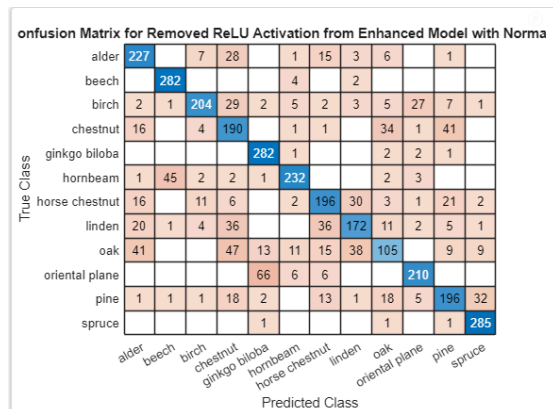 onfusion Matrix for Removed ReLU Activation from Enhanced Model with Norma
alder 227 7 28 1 15 3 6 1
beech 282 4 2
birch 2 1 204 29 2 5 2 3 5 27 7 1
chestnut 16 4 190 1 1 34 1 41
ginkgo biloba 282 1 2 2 1
hornbeam 1 45 2 2 1 232 2 3
horse chestnut 16 11 6 2 196 30 3 1 21 2
linden 20 1 4 36 36 172 11 2 5 1
oak 41 47 13 11 15 38 105 9 9
oriental plane 66 6 6 210
pine 1 1 1 18 2 13 1 18 5 196 32
spruce 1 1 1 285
True Class
alder beech birch chestnut ginkgo biloba hornbeam horse chestnut linden oak oriental plane pine spruce
Predicted Class